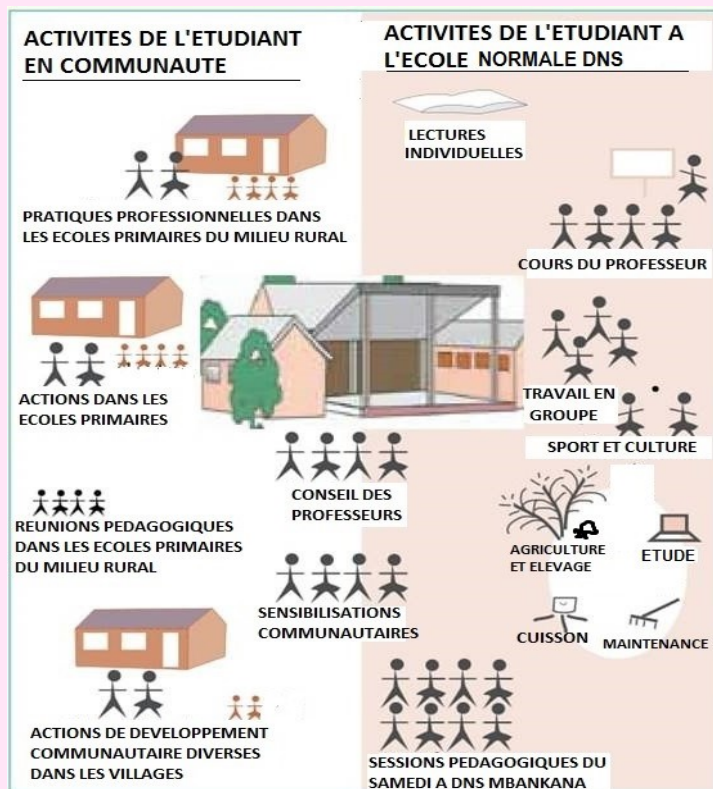 ACTIVITES DE L'ETUDIANT
EN COMMUNAUTE
PRATIQUES PROFESSIONNELLES DANS
LES ECOLES PRIMAIRES DU MILIEU RURAL
ACTIONS DANS LES
ECOLES PRIMAIRES
REUNIONS PEDAGOGIQUES
DANS LES ECOLES PRIMAIRES
DU MILIEU RURAL
ACTIONS DE DEVELOPPEMENT
COMMUNAUTAIRE DIVERSES
DANS LES VILLAGES
CONSEIL DES
PROFESSEURS
SENSIBILISATIONS
COMMUNAUTAIRES
ACTIVITES DE L'ETUDIANT A
L'ECOLE NORMALE DNS
LECTURES
INDIVIDUELLES
COURS DU PROFESSEUR
TRAVAIL EN
GROUPE
SPORT ET CULTURE
AGRICULTURE
ET ELEVAGE
ETUDE
CUISSON
MAINTENANCE
SESSIONS PEDAGOGIQUES DU
SAMEDI A DNS MBANKANA